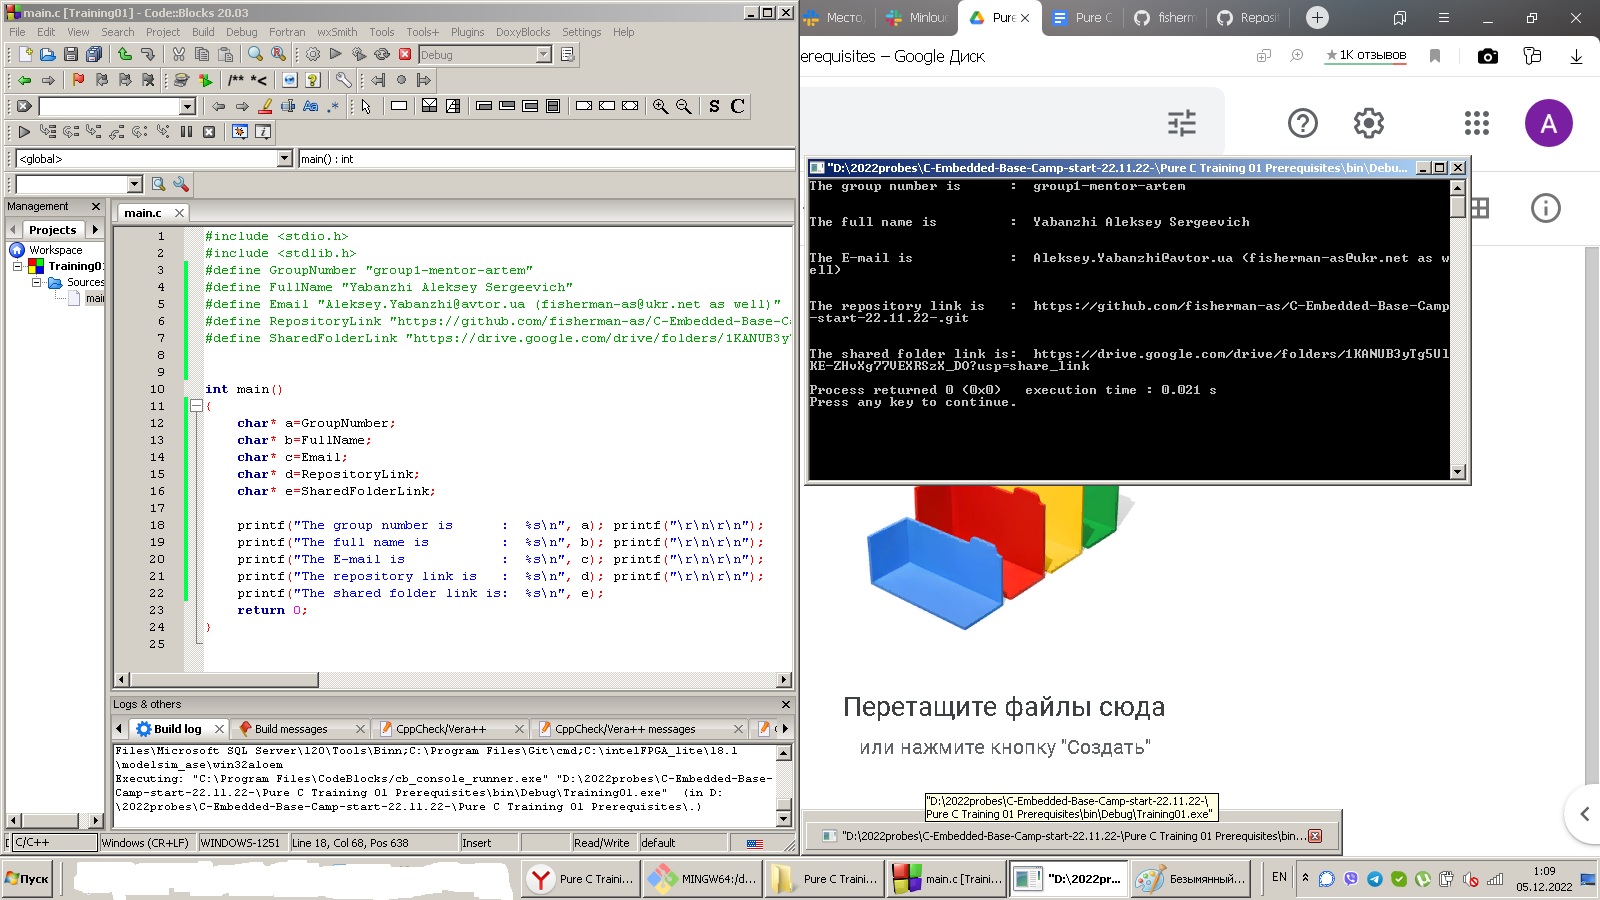 main.c [Training01] - Code::Blocks 20.03
File Edit View Search Project Build Debug Fortran wxSmith Tools Tools+ Plugins DoxyBlocks Settings Help
Debug
/** *<
Aa .*
S C
<global>
main() : int
Management
Projects
Workspace
Training0
Sources
mai
main.c
1 #include <stdio.h>
2 #include <stdlib.h>
3 #define GroupNumber "group1-mentor-artem"
4 #define FullName "Yabanzhi Aleksey Sergeevich"
5 #define Email "Aleksey.Yabanzhi@avtor.ua (fisherman-as@ukr.net as well)"
6 #define RepositoryLink "https://github.com/fisherman-as/C-Embedded-Base-C
7 #define SharedFolderLink "https://drive.google.com/drive/folders/1KANUB3y
8
9
10 int main()
11 {
12 char* a=GroupNumber;
13 char* b=FullName;
14 char* c=Email;
15 char* d=RepositoryLink;
16 char* e=SharedFolderLink;
17
18 printf("The group number is : %s\n", a); printf("\r\n\r\n");
19 printf("The full name is : %s\n", b); printf("\r\n\r\n");
20 printf("The E-mail is : %s\n", c); printf("\r\n\r\n");
21 printf("The repository link is : %s\n", d); printf("\r\n\r\n");
22 printf("The shared folder link is: %s\n", e);
23 return 0;
24 }
25
Logs & others
Build log Build messages CppCheck/Vera++ CppCheck/Vera++ messages
Files\Microsoft SQL Server\120\Tools\Binn;C:\Program Files\Git\cmd;C:\intelFPGA_lite\18.1
\modelsim_ase\win32aloem
Executing: "C:\Program Files\CodeBlocks/cb_console_runner.exe" "D:\2022probes\C-Embedded-Base-
Camp-start-22.11.22-\Pure C Training 01 Prerequisites\bin\Debug\Training01.exe" (in D:
\2022probes\C-Embedded-Base-Camp-start-22.11.22-\Pure C Training 01 Prerequisites\.)
C/C++ Windows (CR+LF) WINDOWS-1251 Line 18, Col 68, Pos 638 Insert Read/Write default
Место, Minlou Pure Pure C fisherm Reposit
erequisites – Google Диск
★ 1K отзывов
A
"D:\2022probes\C-Embedded-Base-Camp-start-22.11.22-\Pure C Training 01 Prerequisites\bin\Debu...
The group number is : group1-mentor-artem
The full name is : Yabanzhi Aleksey Sergeevich
The E-mail is : Aleksey.Yabanzhi@avtor.ua (fisherman-as@ukr.net as w
ell)
The repository link is : https://github.com/fisherman-as/C-Embedded-Base-Camp
-start-22.11.22-.git
The shared folder link is: https://drive.google.com/drive/folders/1KANUB3yTg5Ul
KE-ZHvXg77VEXRSzX_DO?usp=share_link
Process returned 0 (0x0) execution time : 0.021 s
Press any key to continue.
Перетащите файлы сюда
или нажмите кнопку "Создать"
"D:\2022probes\C-Embedded-Base-Camp-start-22.11.22-\
Pure C Training 01 Prerequisites\bin\Debug\Training01.exe"
"D:\2022probes\C-Embedded-Base-Camp-start-22.11.22-\Pure C Training 01 Prerequisites\bin...
Пуск
Pure C Traini...
MINGW64:/d...
Pure C Traini...
main.c [Traini...
"D:\2022pr...
Безымянный...
EN
1:09
05.12.2022